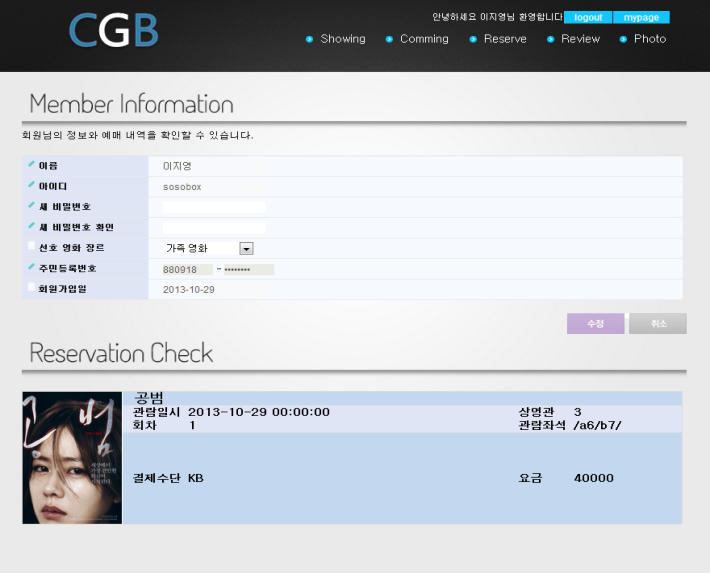 CGB
안녕하세요 이지영님 환영합니다 logout mypage
Showing Comming Reserve Review Photo
Member Information
회원님의 정보와 예매 내역을 확인할 수 있습니다.
이름 이지영
아이디 sosobox
새 비밀번호
새 비밀번호 확인
선호 영화 장르 가족 영화
주민등록번호 880918 - ••••••••
회원가입일 2013-10-29
수정 취소
Reservation Check
공범
관람일시 2013-10-29 00:00:00 상영관 3
회차 1 관람좌석 /a6/b7/
공범
결제수단 KB 요금 40000